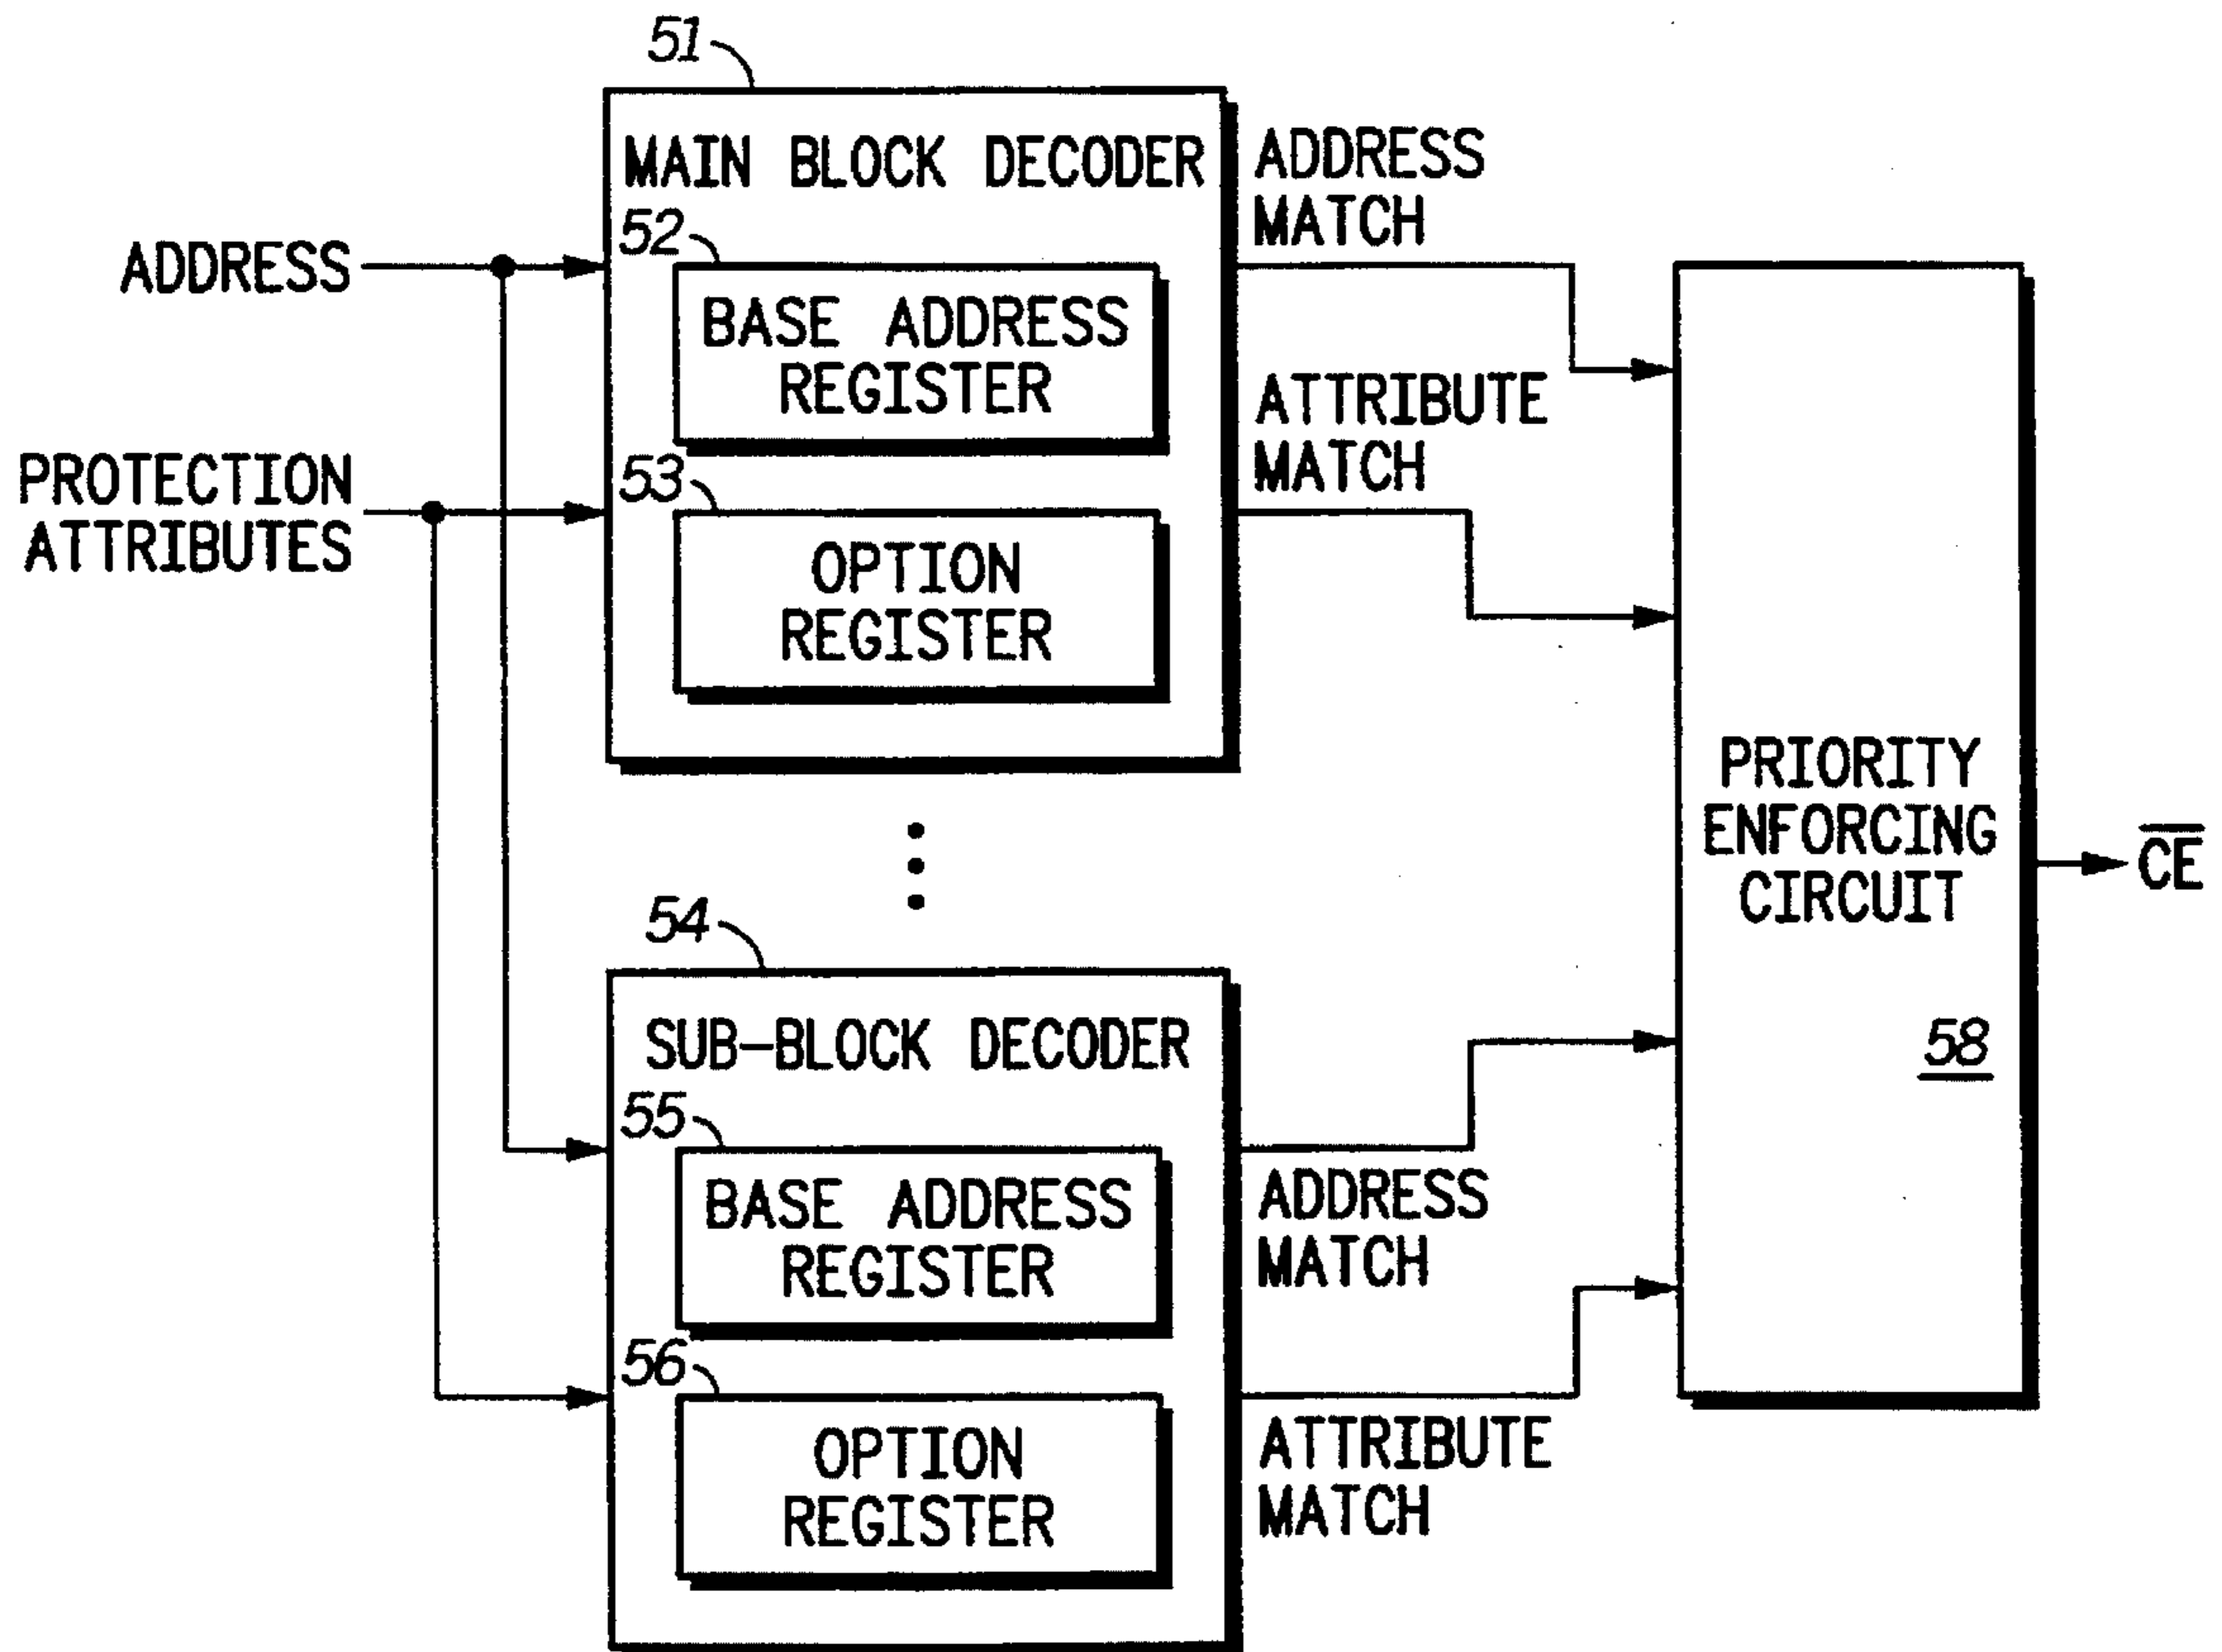 51
MAIN BLOCK DECODER
ADDRESS
MATCH
52
ADDRESS
BASE ADDRESS
REGISTER
ATTRIBUTE
MATCH
PROTECTION
ATTRIBUTES
53
OPTION
REGISTER
PRIORITY
ENFORCING
CIRCUIT
58
C̅E̅
54
SUB-BLOCK DECODER
55
BASE ADDRESS
REGISTER
ADDRESS
MATCH
56
OPTION
REGISTER
ATTRIBUTE
MATCH